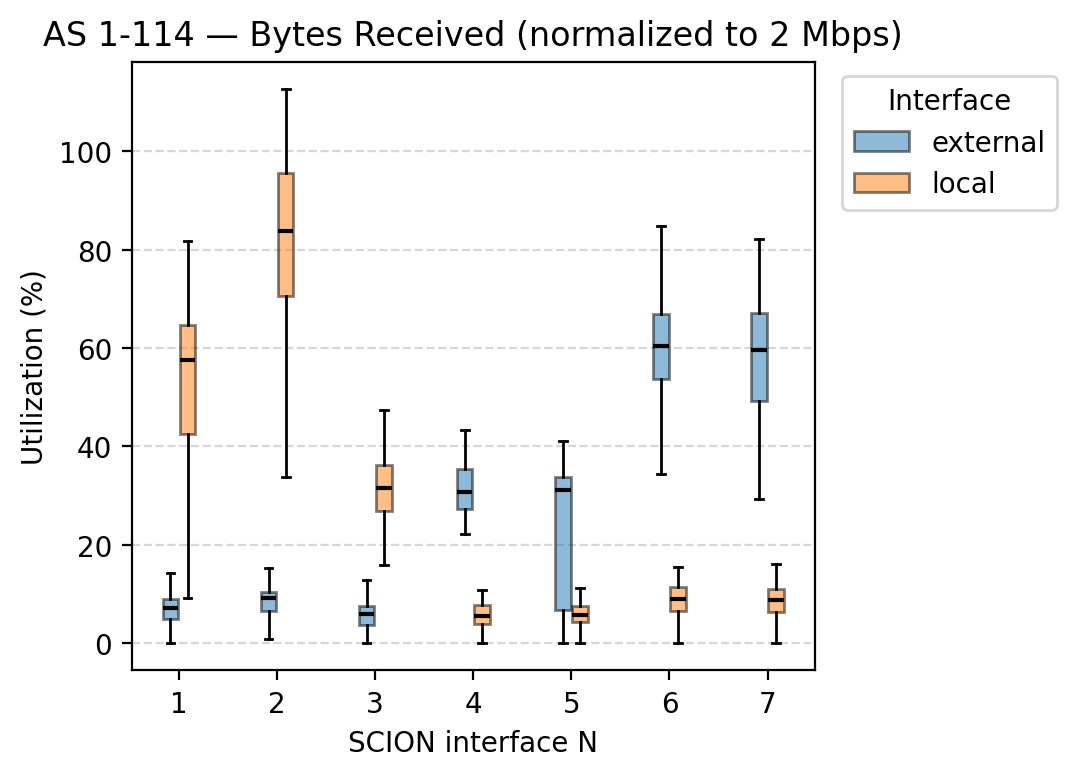 AS 1-114 — Bytes Received (normalized to 2 Mbps)
Interface
external
local
Utilization (%)
100
80
60
40
20
0
1 2 3 4 5 6 7
SCION interface N